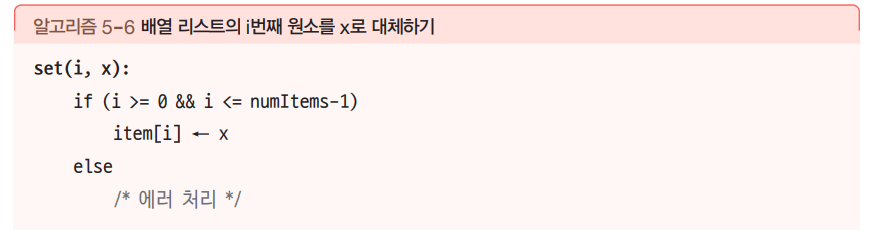 알고리즘 5-6 배열 리스트의 i번째 원소를 x로 대체하기
set(i, x):
if (i >= 0 && i <= numItems-1)
item[i] ← x
else
/* 에러 처리 */